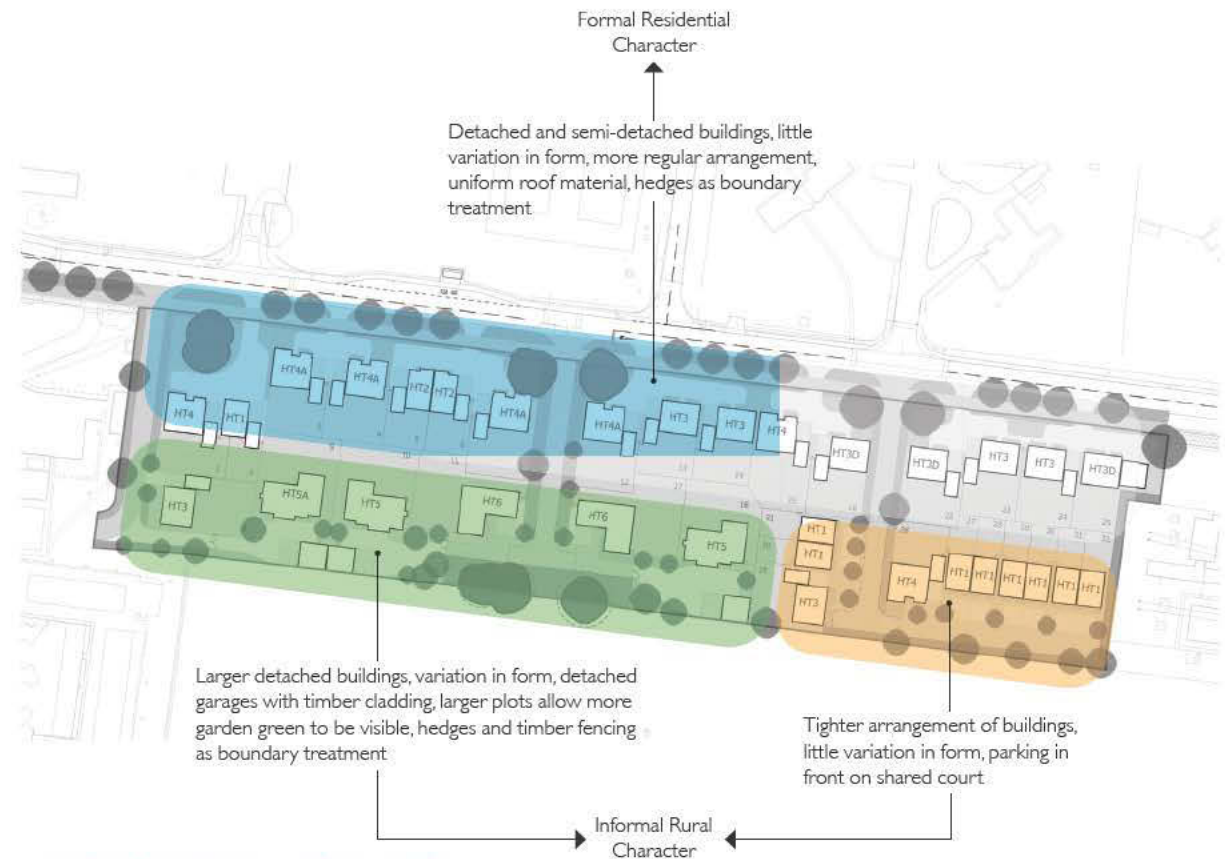 Formal Residential
Character
Detached and semi-detached buildings, little
variation in form, more regular arrangement,
uniform roof material, hedges as boundary
treatment
HT4A
HT4A
HT2
HT2
HT4A
HT4
HT1
HT4A
HT3
HT3
HT4
HT3D
HT3D
HT3
HT3
HT3D
HT3
HT5A
HT5
HT6
HT6
HT5
HT1
HT1
HT3
HT4
HT1
HT1
HT1
HT1
HT1
HT1
Larger detached buildings, variation in form, detached
garages with timber cladding, larger plots allow more
garden green to be visible, hedges and timber fencing
as boundary treatment
Tighter arrangement of buildings,
little variation in form, parking in
front on shared court
Informal Rural
Character